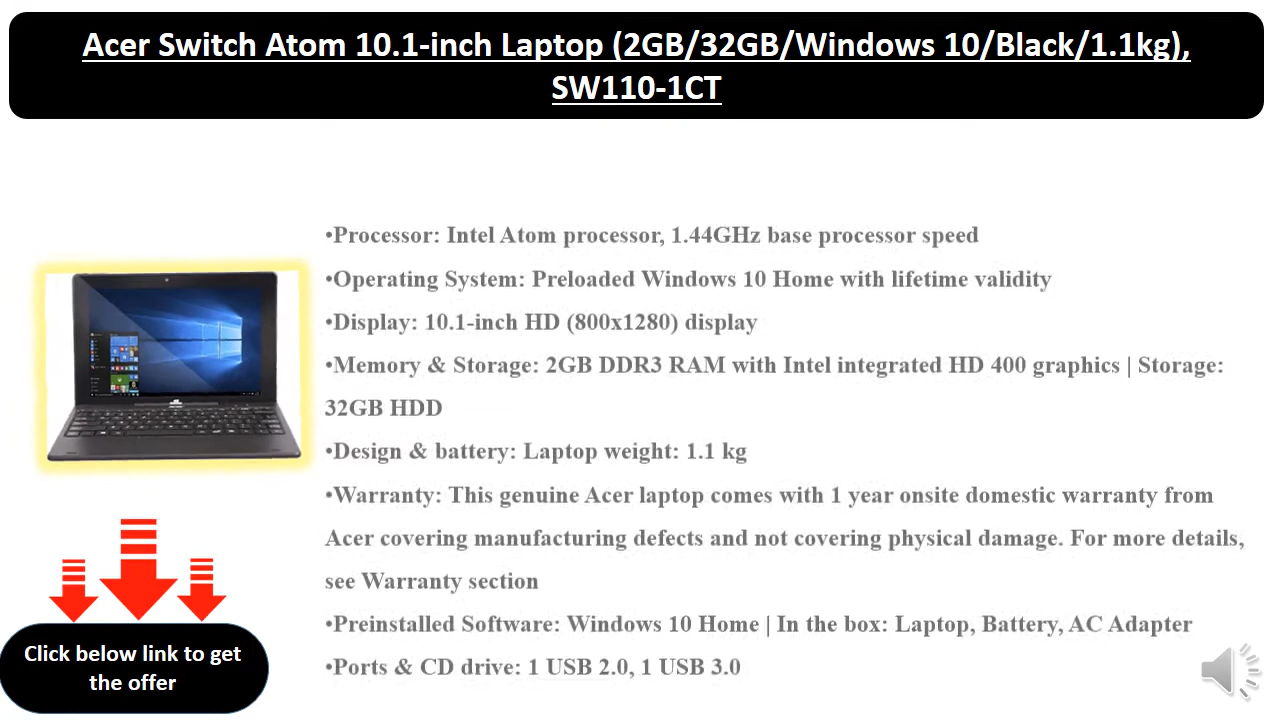 Acer Switch Atom 10.1-inch Laptop (2GB/32GB/Windows 10/Black/1.1kg),
SW110-1CT
•Processor: Intel Atom processor, 1.44GHz base processor speed
•Operating System: Preloaded Windows 10 Home with lifetime validity
•Display: 10.1-inch HD (800x1280) display
•Memory & Storage: 2GB DDR3 RAM with Intel integrated HD 400 graphics | Storage:
32GB HDD
•Design & battery: Laptop weight: 1.1 kg
•Warranty: This genuine Acer laptop comes with 1 year onsite domestic warranty from
Acer covering manufacturing defects and not covering physical damage. For more details,
see Warranty section
•Preinstalled Software: Windows 10 Home | In the box: Laptop, Battery, AC Adapter
•Ports & CD drive: 1 USB 2.0, 1 USB 3.0
Click below link to get
the offer